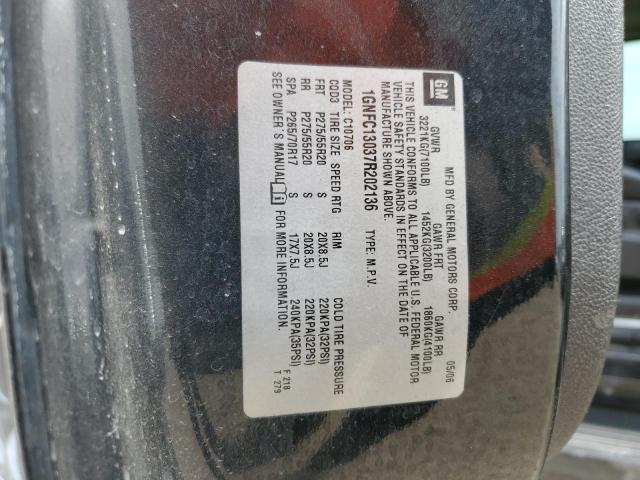 GM
MFD BY GENERAL MOTORS CORP. 05/06
GVWR GAWR FRT GAWR RR
3221KG(7100LB) 1452KG(3200LB) 1860KG(4100LB)
THIS VEHICLE CONFORMS TO ALL APPLICABLE U.S. FEDERAL MOTOR
VEHICLE SAFETY STANDARDS IN EFFECT ON THE DATE OF
MANUFACTURE SHOWN ABOVE.
1GNFC13037R202136 TYPE: M.P.V.
MODEL: C10706
COD3 TIRE SIZE SPEED RTG RIM COLD TIRE PRESSURE
FRT P275/55R20 S 20X8.5J 220KPA(32PSI)
RR P275/55R20 S 20X8.5J 220KPA(32PSI)
SPA P265/70R17 S 17X7.5J 240KPA(35PSI)
SEE OWNER'S MANUAL FOR MORE INFORMATION.
F 218
T 279